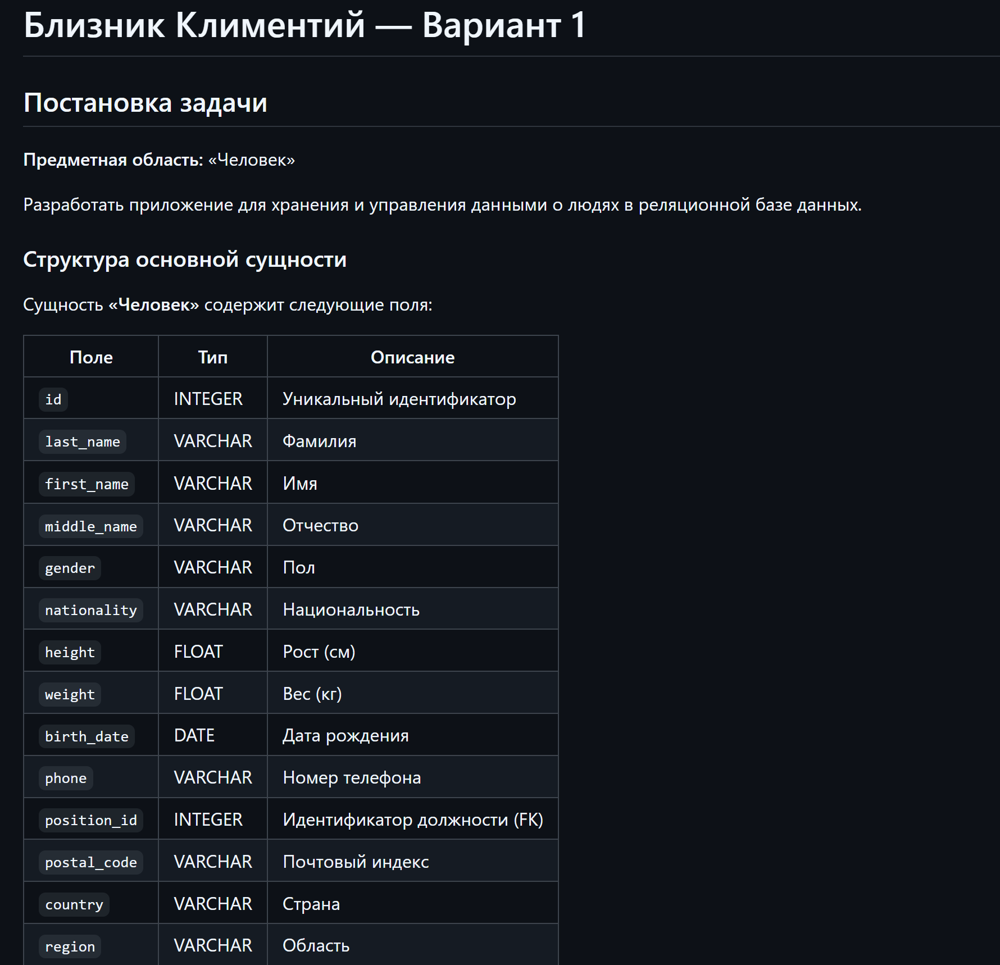 Близник Климентий — Вариант 1
Постановка задачи
Предметная область: «Человек»
Разработать приложение для хранения и управления данными о людях в реляционной базе данных.
Структура основной сущности
Сущность «Человек» содержит следующие поля:
Поле Тип Описание
id INTEGER Уникальный идентификатор
last_name VARCHAR Фамилия
first_name VARCHAR Имя
middle_name VARCHAR Отчество
gender VARCHAR Пол
nationality VARCHAR Национальность
height FLOAT Рост (см)
weight FLOAT Вес (кг)
birth_date DATE Дата рождения
phone VARCHAR Номер телефона
position_id INTEGER Идентификатор должности (FK)
postal_code VARCHAR Почтовый индекс
country VARCHAR Страна
region VARCHAR Область